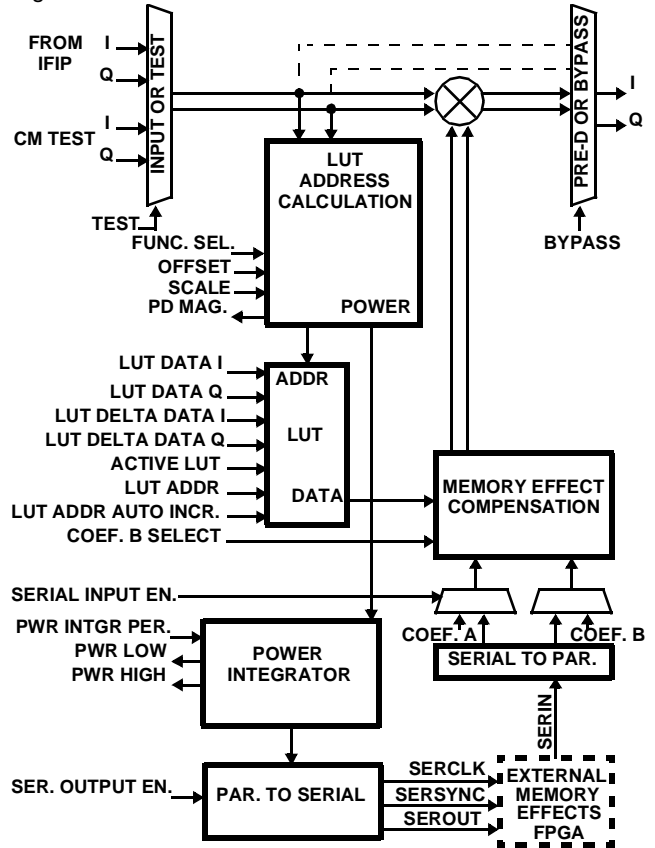 FROM IFIP
I
Q
CM TEST
I
Q
INPUT OR TEST
TEST
PRE-D OR BYPASS
I
Q
BYPASS
LUT
ADDRESS
CALCULATION
POWER
FUNC. SEL.
OFFSET
SCALE
PD MAG.
LUT DATA I
LUT DATA Q
LUT DELTA DATA I
LUT DELTA DATA Q
ACTIVE LUT
LUT ADDR
LUT ADDR AUTO INCR.
COEF. B SELECT
ADDR
LUT
DATA
MEMORY EFFECT
COMPENSATION
SERIAL INPUT EN.
COEF. A
COEF. B
SERIAL TO PAR.
SERIN
PWR INTGR PER.
PWR LOW
PWR HIGH
POWER
INTEGRATOR
SER. OUTPUT EN.
PAR. TO SERIAL
SERCLK
SERSYNC
SEROUT
EXTERNAL
MEMORY
EFFECTS
FPGA